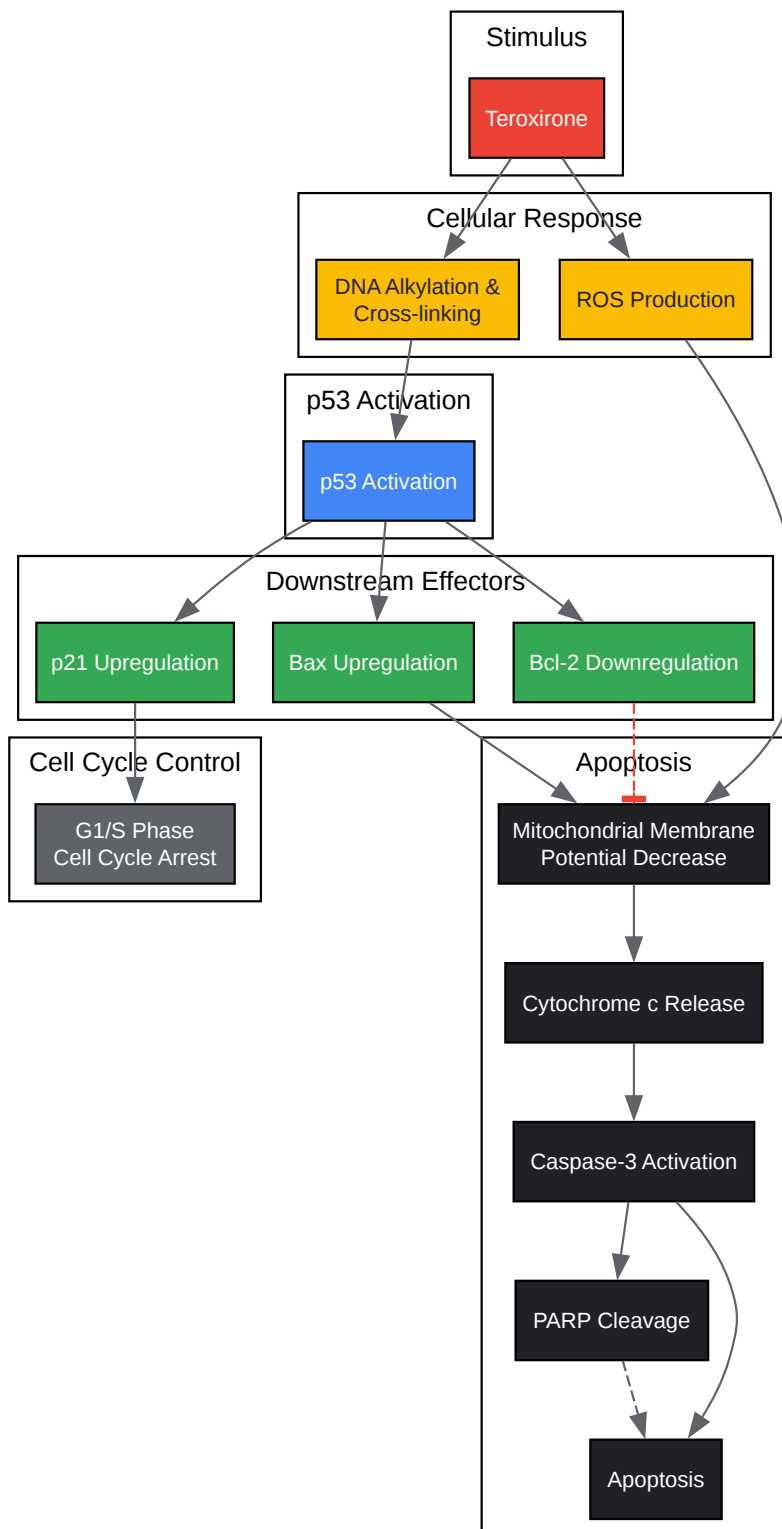 Stimulus
Teroxirone
Cellular Response
DNA Alkylation &
Cross-linking
ROS Production
p53 Activation
p53 Activation
Downstream Effectors
p21 Upregulation
Bax Upregulation
Bcl-2 Downregulation
Cell Cycle Control
G1/S Phase
Cell Cycle Arrest
Apoptosis
Mitochondrial Membrane
Potential Decrease
Cytochrome c Release
Caspase-3 Activation
PARP Cleavage
Apoptosis